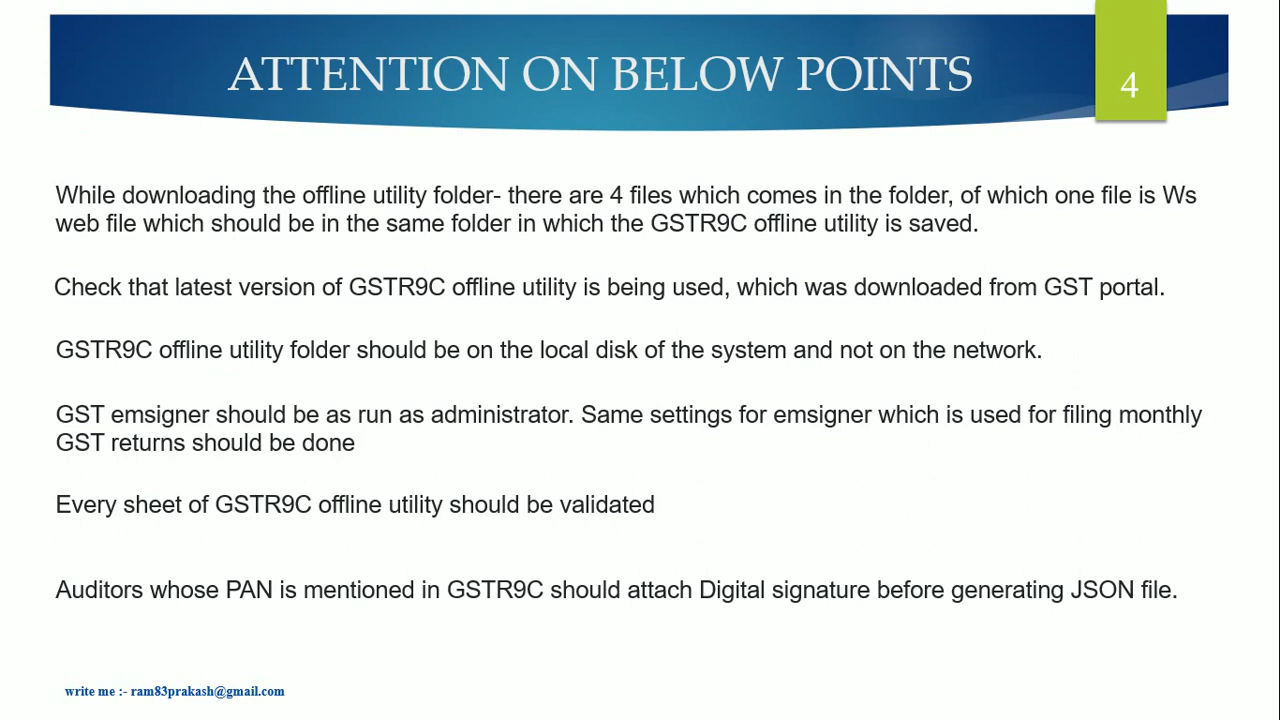 ATTENTION ON BELOW POINTS
4
While downloading the offline utility folder- there are 4 files which comes in the folder, of which one file is Ws
web file which should be in the same folder in which the GSTR9C offline utility is saved.
Check that latest version of GSTR9C offline utility is being used, which was downloaded from GST portal.
GSTR9C offline utility folder should be on the local disk of the system and not on the network.
GST emsigner should be as run as administrator. Same settings for emsigner which is used for filing monthly
GST returns should be done
Every sheet of GSTR9C offline utility should be validated
Auditors whose PAN is mentioned in GSTR9C should attach Digital signature before generating JSON file.
write me :- ram83prakash@gmail.com